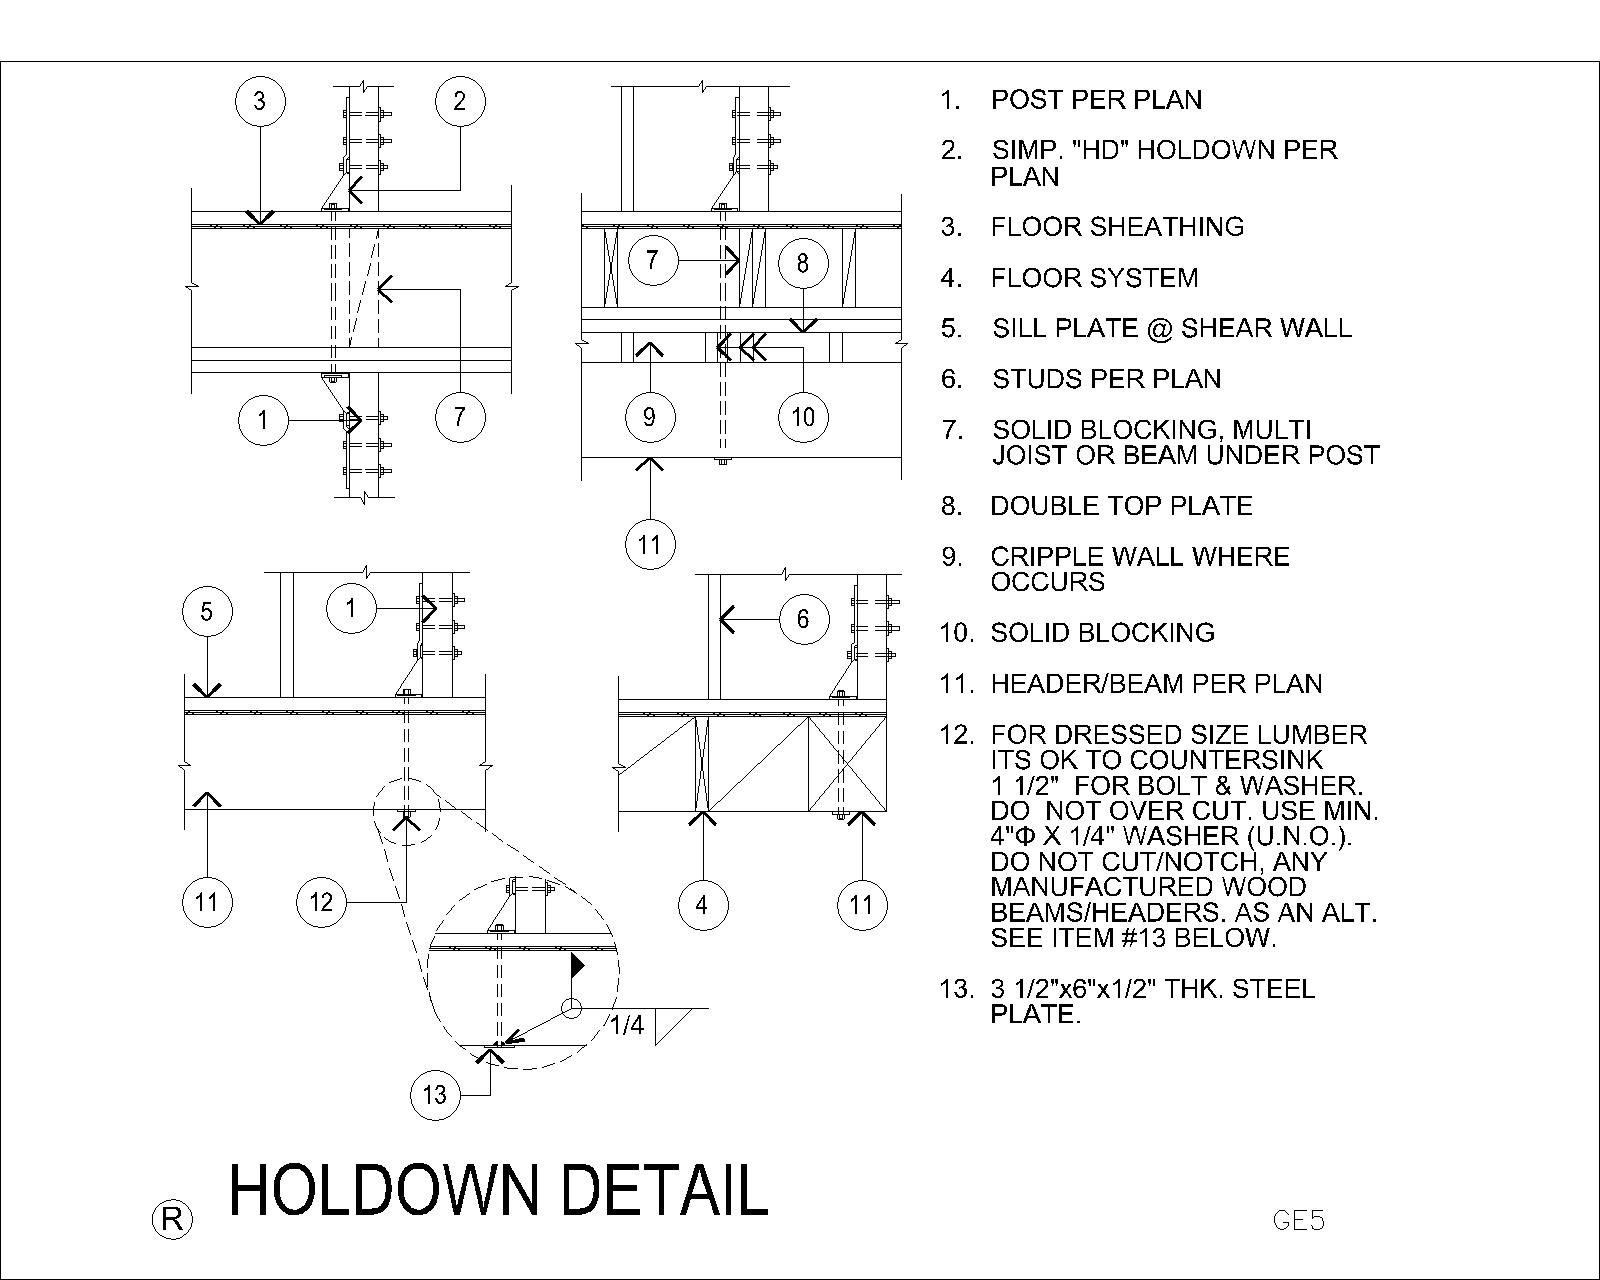 3
2
1. POST PER PLAN
2. SIMP. "HD" HOLDOWN PER
PLAN
3. FLOOR SHEATHING
7
8
4. FLOOR SYSTEM
5. SILL PLATE @ SHEAR WALL
6. STUDS PER PLAN
1
7
9
10
7. SOLID BLOCKING, MULTI
JOIST OR BEAM UNDER POST
8. DOUBLE TOP PLATE
11
9. CRIPPLE WALL WHERE
OCCURS
5
1
6
10. SOLID BLOCKING
11. HEADER/BEAM PER PLAN
12. FOR DRESSED SIZE LUMBER
ITS OK TO COUNTERSINK
1 1/2" FOR BOLT & WASHER.
DO NOT OVER CUT. USE MIN.
4"Φ X 1/4" WASHER (U.N.O.).
DO NOT CUT/NOTCH, ANY
MANUFACTURED WOOD
BEAMS/HEADERS. AS AN ALT.
SEE ITEM #13 BELOW.
11
12
4
11
13. 3 1/2"x6"x1/2" THK. STEEL
PLATE.
1/4
13
R
HOLDOWN DETAIL
GE5